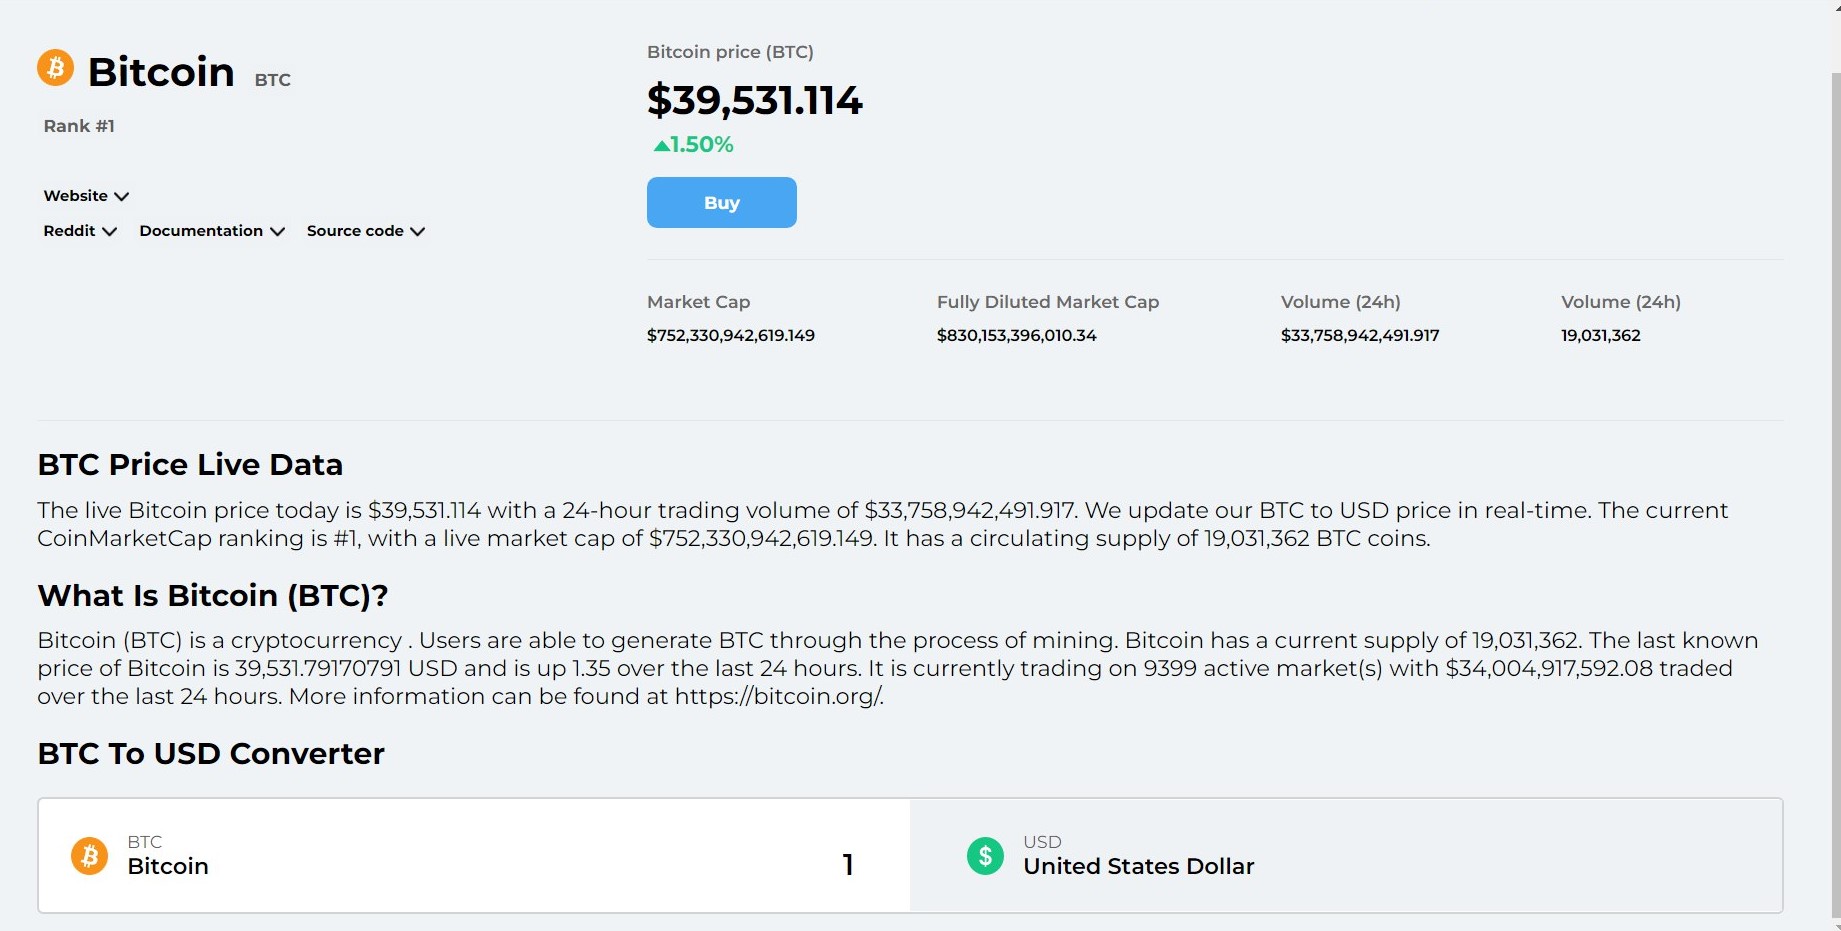 Bitcoin BTC
Rank #1
Website
Reddit Documentation Source code
Bitcoin price (BTC)
$39,531.114
1.50%
Buy
Market Cap Fully Diluted Market Cap Volume (24h) Volume (24h)
$752,330,942,619.149 $830,153,396,010.34 $33,758,942,491.917 19,031,362
BTC Price Live Data
The live Bitcoin price today is $39,531.114 with a 24-hour trading volume of $33,758,942,491.917. We update our BTC to USD price in real-time. The current
CoinMarketCap ranking is #1, with a live market cap of $752,330,942,619.149. It has a circulating supply of 19,031,362 BTC coins.
What Is Bitcoin (BTC)?
Bitcoin (BTC) is a cryptocurrency . Users are able to generate BTC through the process of mining. Bitcoin has a current supply of 19,031,362. The last known
price of Bitcoin is 39,531.79170791 USD and is up 1.35 over the last 24 hours. It is currently trading on 9399 active market(s) with $34,004,917,592.08 traded
over the last 24 hours. More information can be found at https://bitcoin.org/.
BTC To USD Converter
BTC
Bitcoin
1
USD
United States Dollar